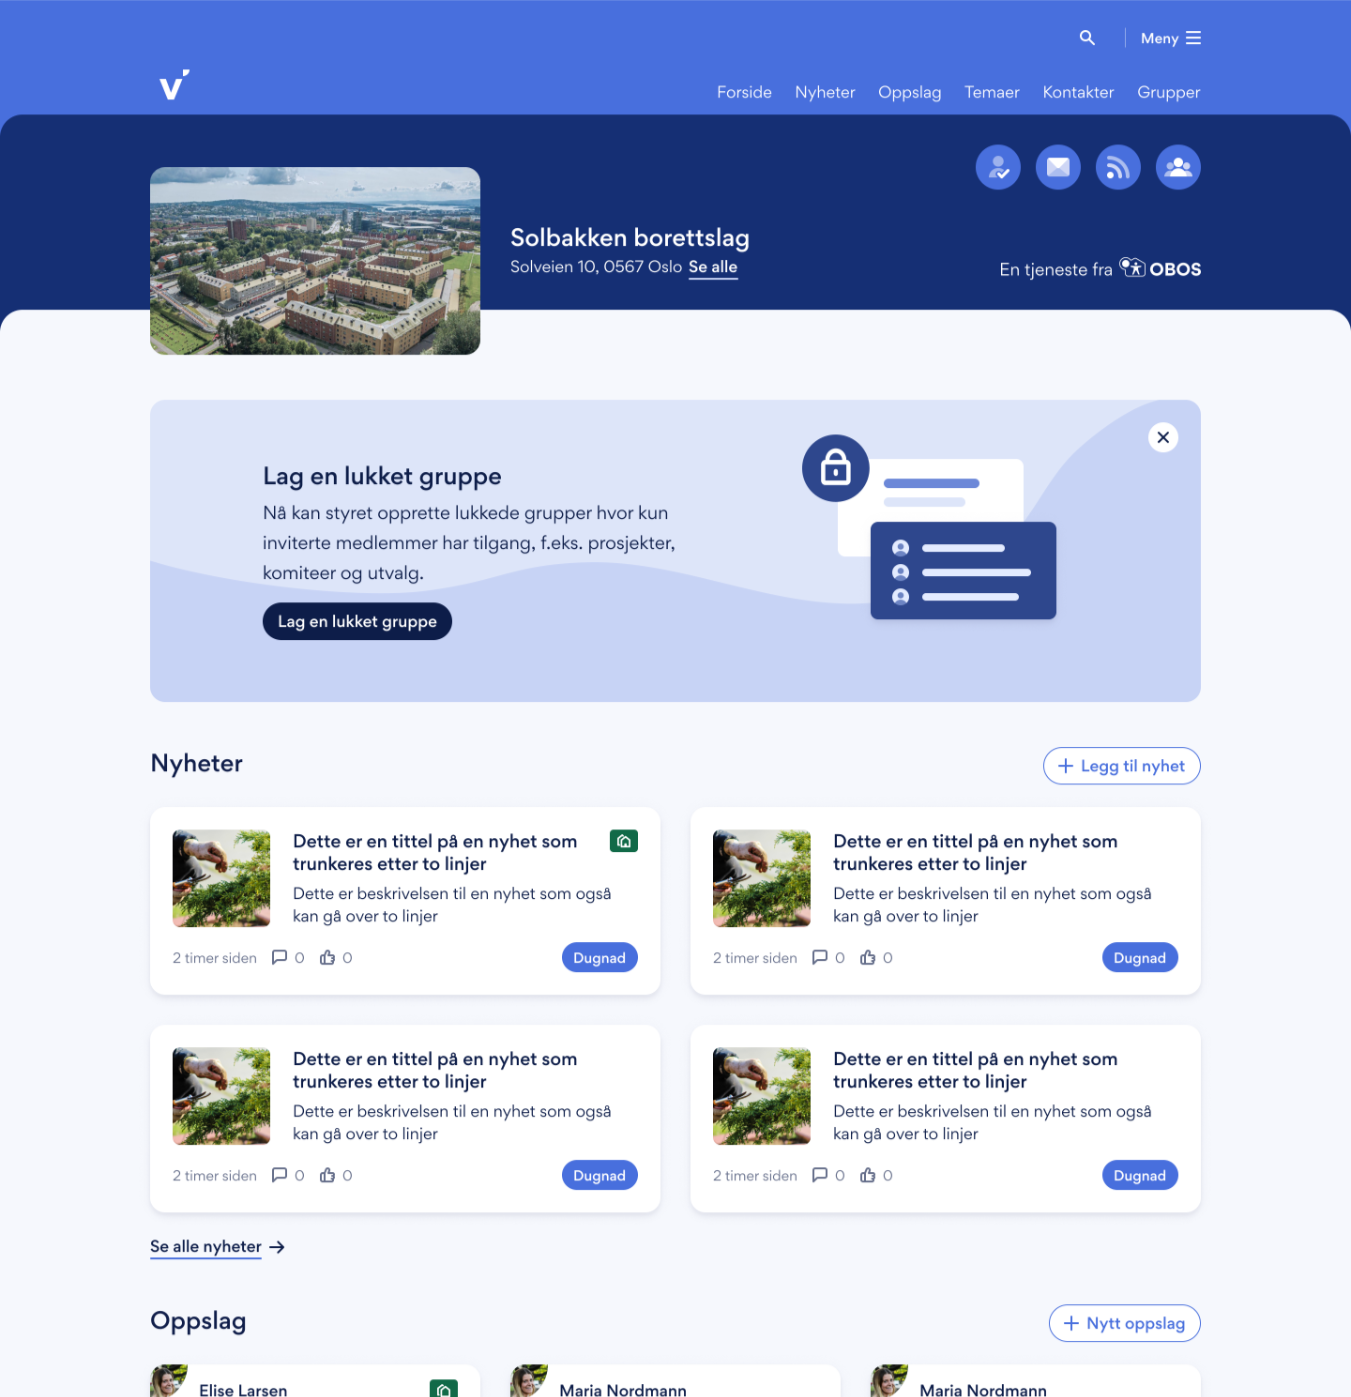 Meny
Forside Nyheter Oppslag Temaer Kontakter Grupper
Solbakken borettslag
Solveien 10, 0567 Oslo Se alle
En tjeneste fra OBOS
Lag en lukket gruppe
Nå kan styret opprette lukkede grupper hvor kun
inviterte medlemmer har tilgang, f.eks. prosjekter,
komiteer og utvalg.
Lag en lukket gruppe
Nyheter
+ Legg til nyhet
Dette er en tittel på en nyhet som
trunkeres etter to linjer
Dette er beskrivelsen til en nyhet som også
kan gå over to linjer
2 timer siden 0 0 Dugnad
Dette er en tittel på en nyhet som
trunkeres etter to linjer
Dette er beskrivelsen til en nyhet som også
kan gå over to linjer
2 timer siden 0 0 Dugnad
Dette er en tittel på en nyhet som
trunkeres etter to linjer
Dette er beskrivelsen til en nyhet som også
kan gå over to linjer
2 timer siden 0 0 Dugnad
Dette er en tittel på en nyhet som
trunkeres etter to linjer
Dette er beskrivelsen til en nyhet som også
kan gå over to linjer
2 timer siden 0 0 Dugnad
Se alle nyheter →
Oppslag
+ Nytt oppslag
Elise Larsen
Maria Nordmann
Maria Nordmann